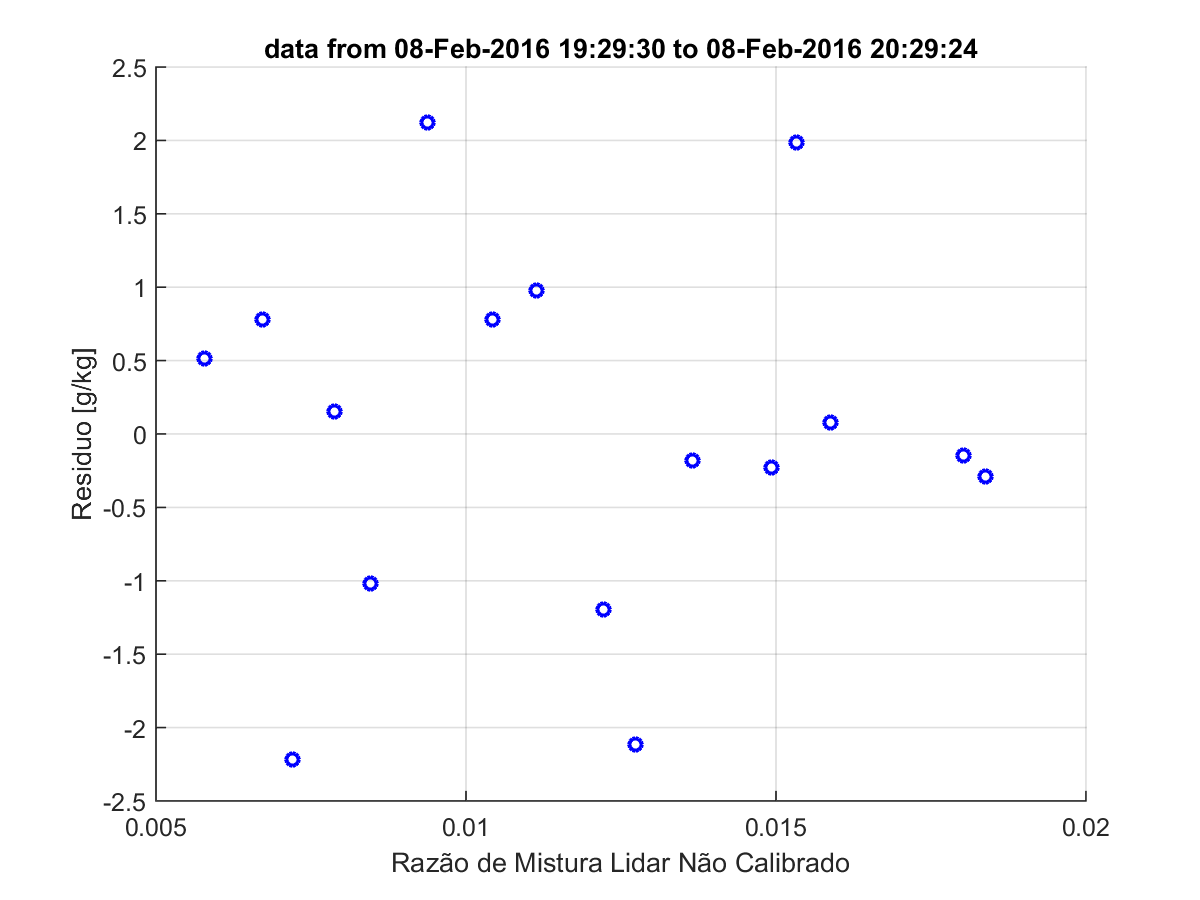 data from 08-Feb-2016 19:29:30 to 08-Feb-2016 20:29:24
2.5
2
1.5
1
0.5
0
-0.5
-1
-1.5
-2
-2.5
Residuo [g/kg]
0.005 0.01 0.015 0.02
Razão de Mistura Lidar Não Calibrado